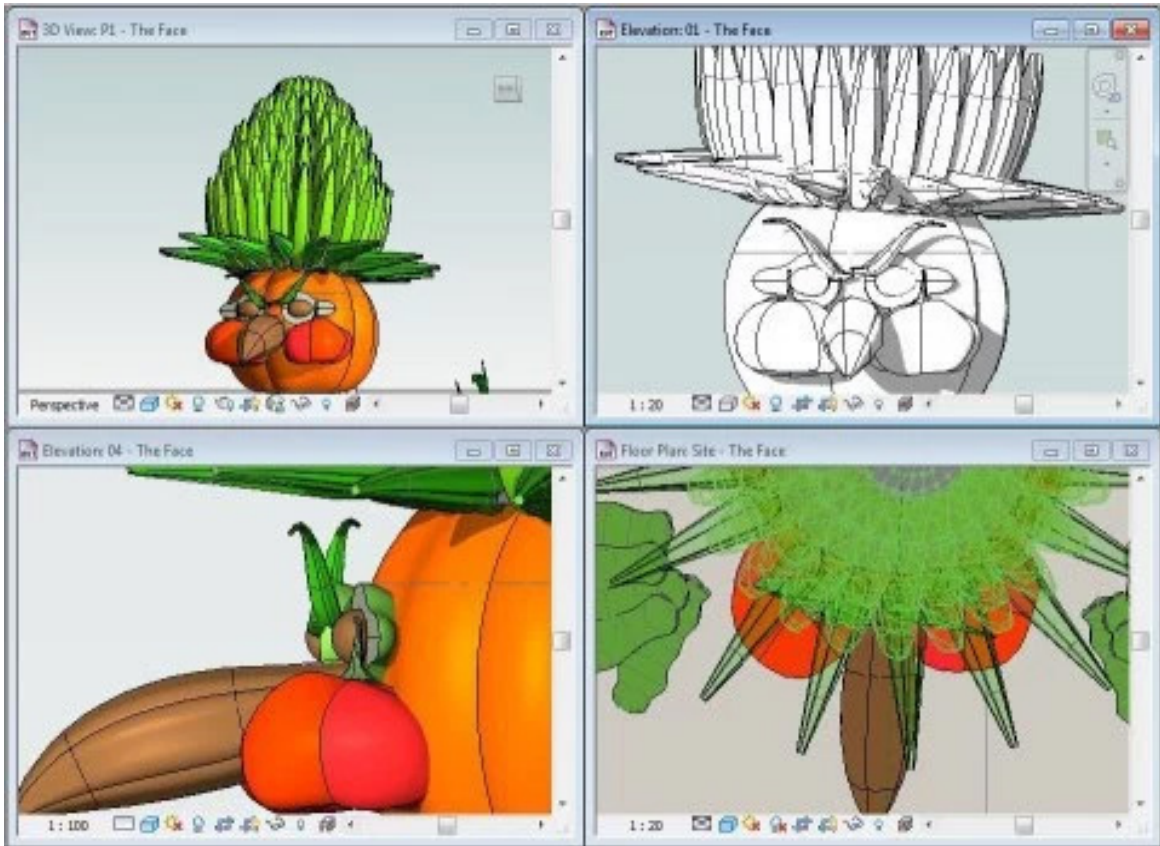 3D View: P1 - The Face
Elevation: 01 - The Face
Perspective
1 : 20
Elevation: 04 - The Face
Floor Plan: Site - The Face
1 : 100
1 : 20